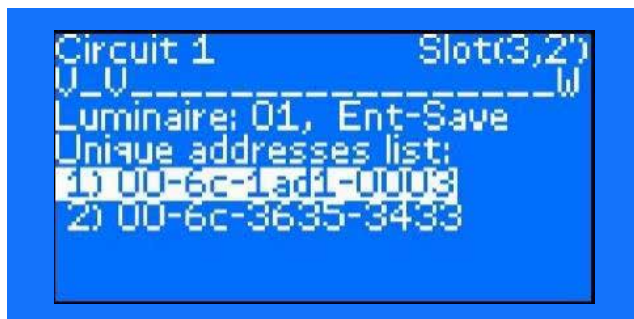 Circuit 1 Slot(3,2)
V_V___________________W
Luminaire: 01, Ent-Save
Unique addresses list:
1) 00-6c-1ad1-0003
2) 00-6c-3635-3433